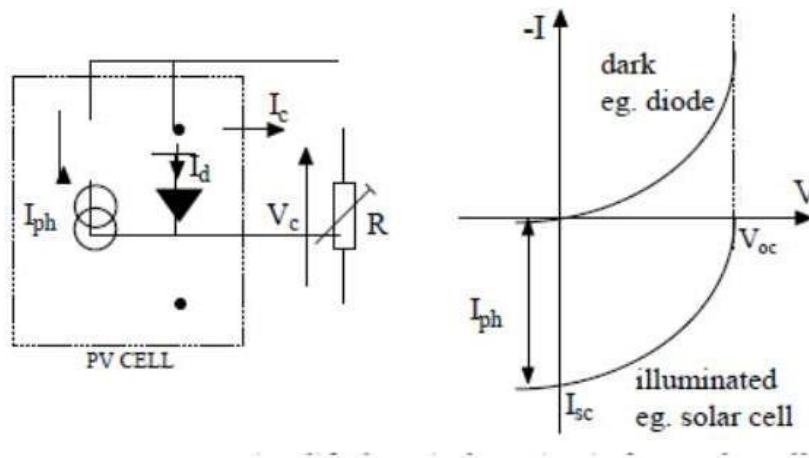 I_c
I_d
I_ph
V_c
R
PV CELL
-I
dark
eg. diode
V
V_oc
I_ph
I_sc
illuminated
eg. solar cell